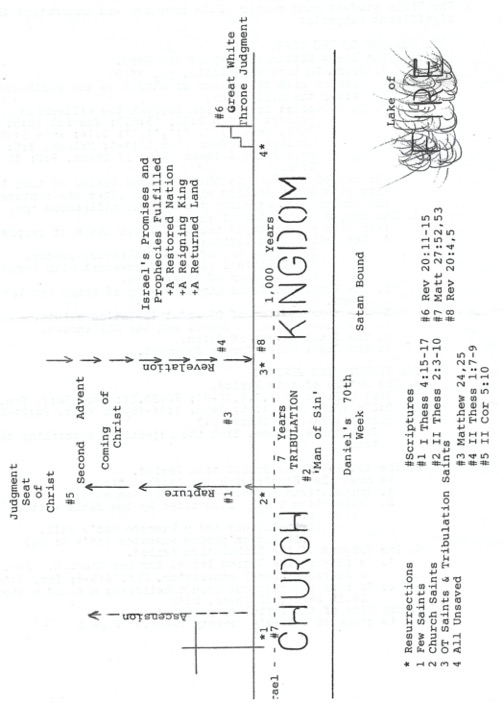 Judgment
Seat
of
Christ
#5
Second Advent
Coming of
Christ
Israel's Promises and
Prophecies Fulfilled
+A Restored Nation
+A Reigning King
+A Returned Land
#6
Great White
Throne Judgment
Ascension
Rapture
Revelation
#1
#3
#4
*1
#7
2*
3*
#8
4*
CHURCH
7 Years
TRIBULATION
#2
'Man of Sin'
1,000 Years
KINGDOM
Daniel's 70th
Week
Satan Bound
Lake of
FIRE
* Resurrections
1 Few Saints
2 Church Saints
3 OT Saints & Tribulation Saints
4 All Unsaved
#Scriptures
#1 I Thess 4:15-17
#2 II Thess 2:3-10
#3 Matthew 24,25
#4 II Thess 1:7-9
#5 II Cor 5:10
#6 Rev 20:11-15
#7 Matt 27:52,53
#8 Rev 20:4,5